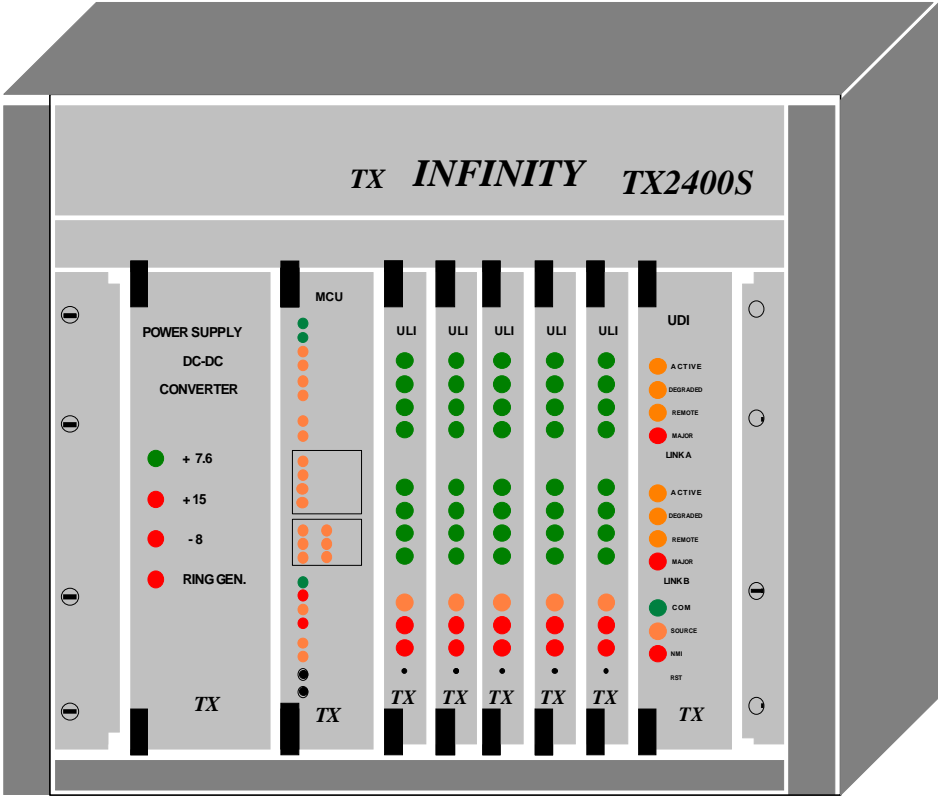 TX INFINITY TX2400S
POWER SUPPLY
DC-DC
CONVERTER
+ 7.6
+ 15
- 8
RING GEN.
TX
MCU
TX
ULI
TX
ULI
TX
ULI
TX
ULI
TX
ULI
TX
UDI
ACTIVE
DEGRADED
REMOTE
MAJOR
LINK A
ACTIVE
DEGRADED
REMOTE
MAJOR
LINK B
COM
SOURCE
NMI
RST
TX